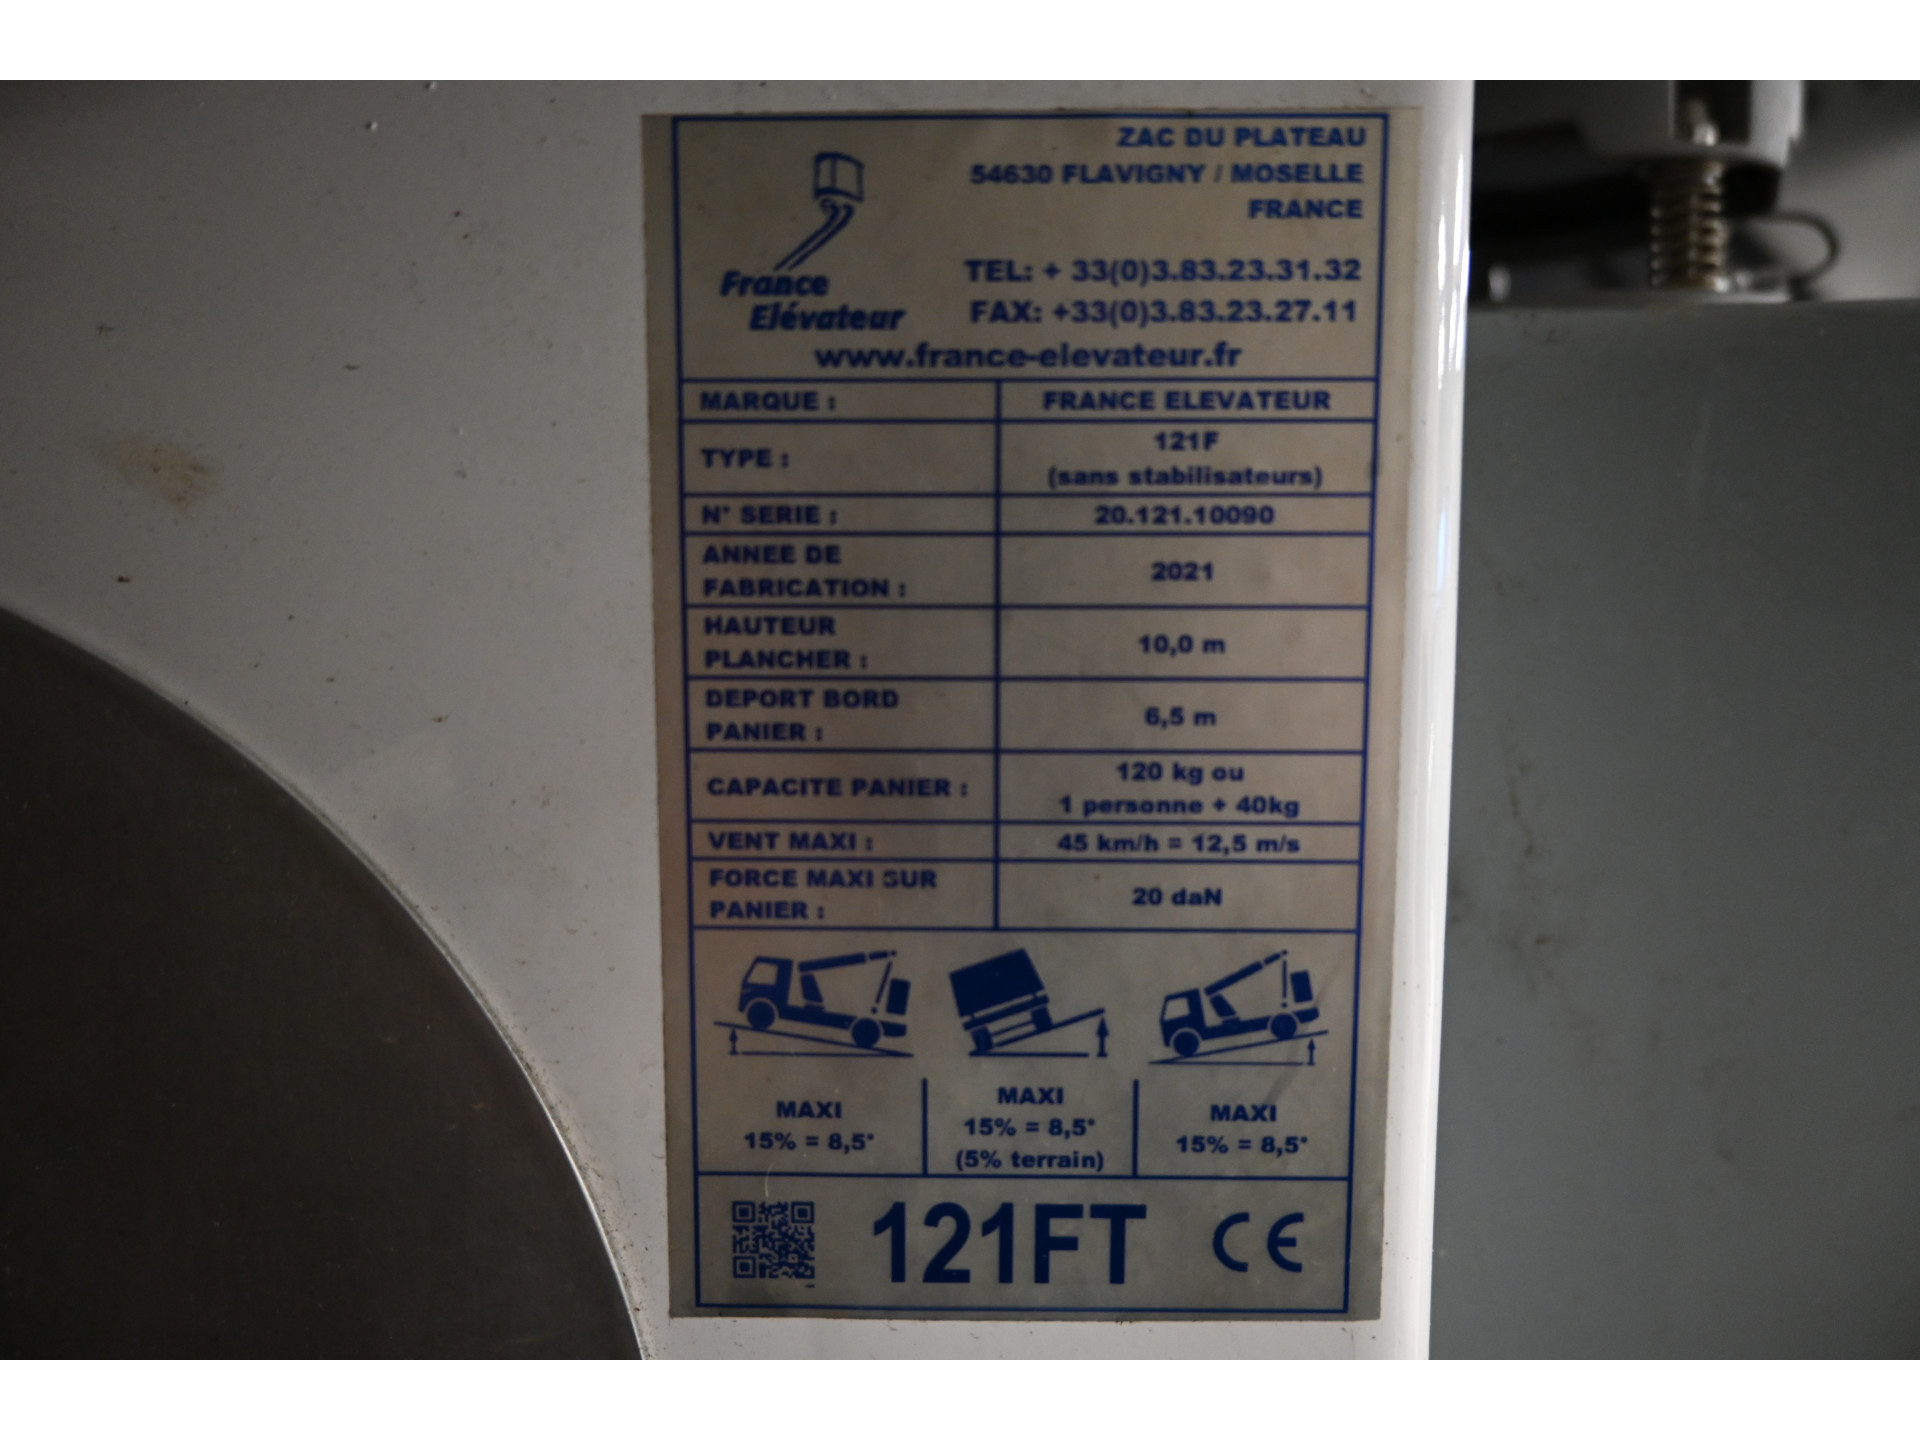 ZAC DU PLATEAU
54630 FLAVIGNY / MOSELLE
FRANCE
France
Elévateur
TEL: + 33(0)3.83.23.31.32
FAX: +33(0)3.83.23.27.11
www.france-elevateur.fr
MARQUE : FRANCE ELEVATEUR
TYPE : 121F
(sans stabilisateurs)
N° SERIE : 20.121.10090
ANNEE DE
FABRICATION : 2021
HAUTEUR
PLANCHER : 10,0 m
DEPORT BORD
PANIER : 6,5 m
CAPACITE PANIER : 120 kg ou
1 personne + 40kg
VENT MAXI : 45 km/h = 12,5 m/s
FORCE MAXI SUR
PANIER : 20 daN
MAXI
15% = 8,5°
MAXI
15% = 8,5°
(5% terrain)
MAXI
15% = 8,5°
121FT CE